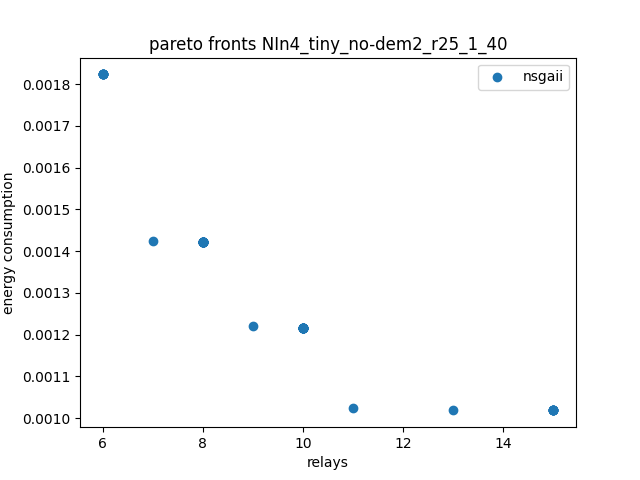 pareto fronts NIn4_tiny_no-dem2_r25_1_40
nsgaii
0.0018
0.0017
0.0016
0.0015
0.0014
0.0013
0.0012
0.0011
0.0010
energy consumption
6 8 10 12 14
relays